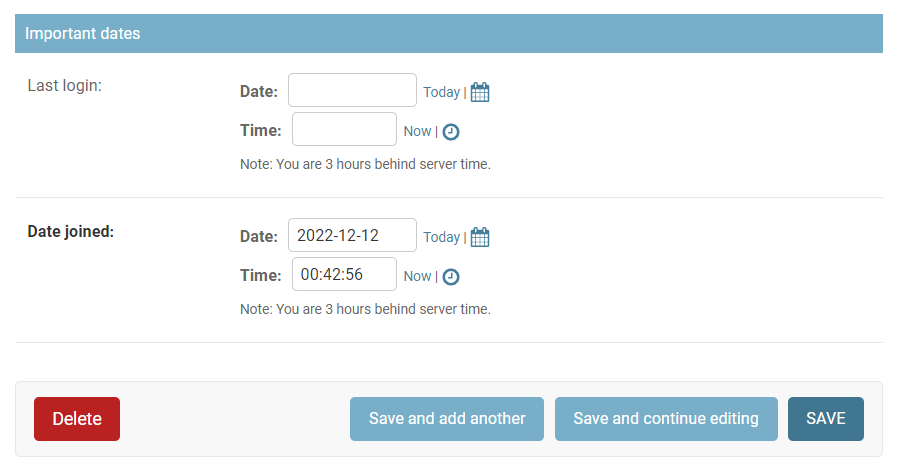 Important dates
Last login:
Date: Today |
Time: Now |
Note: You are 3 hours behind server time.
Date joined:
Date: 2022-12-12 Today |
Time: 00:42:56 Now |
Note: You are 3 hours behind server time.
Delete Save and add another Save and continue editing SAVE